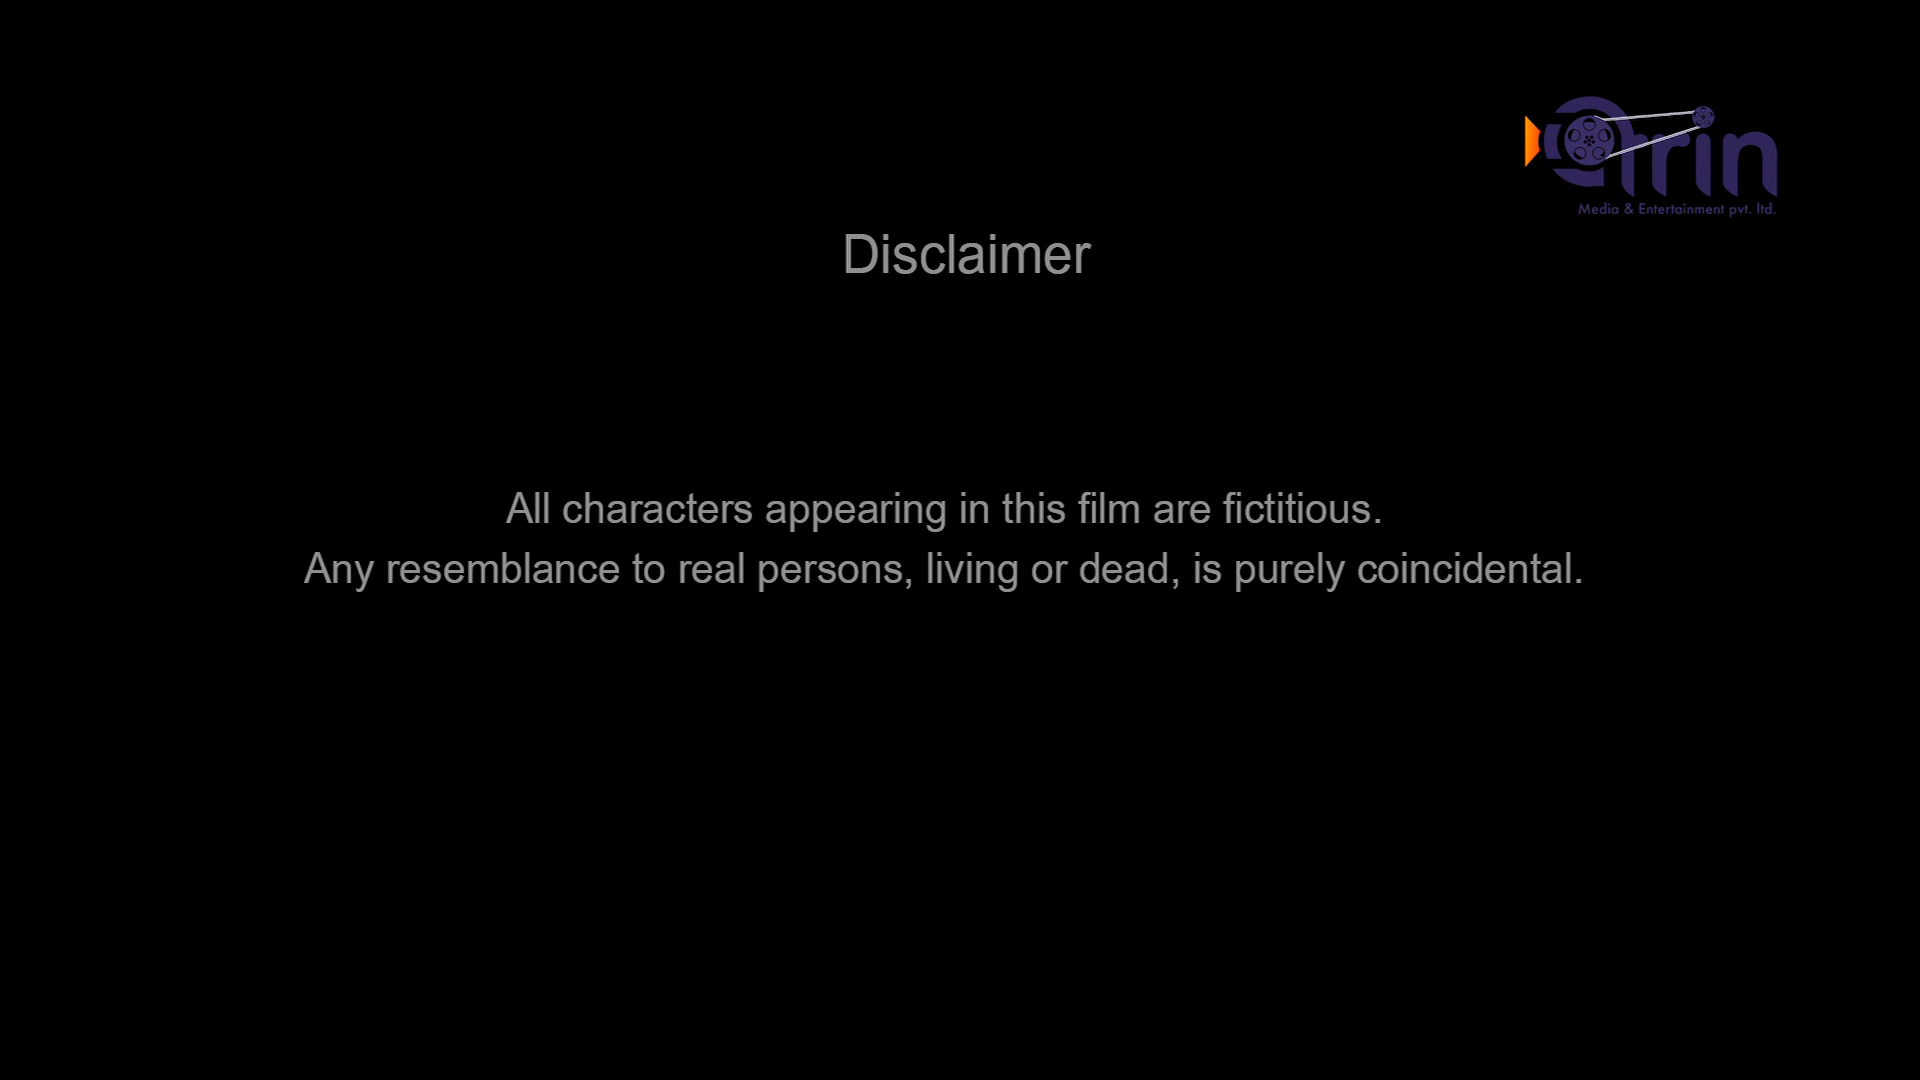 arrin
Media & Entertainment pvt. ltd.
Disclaimer
All characters appearing in this film are fictitious.
Any resemblance to real persons, living or dead, is purely coincidental.